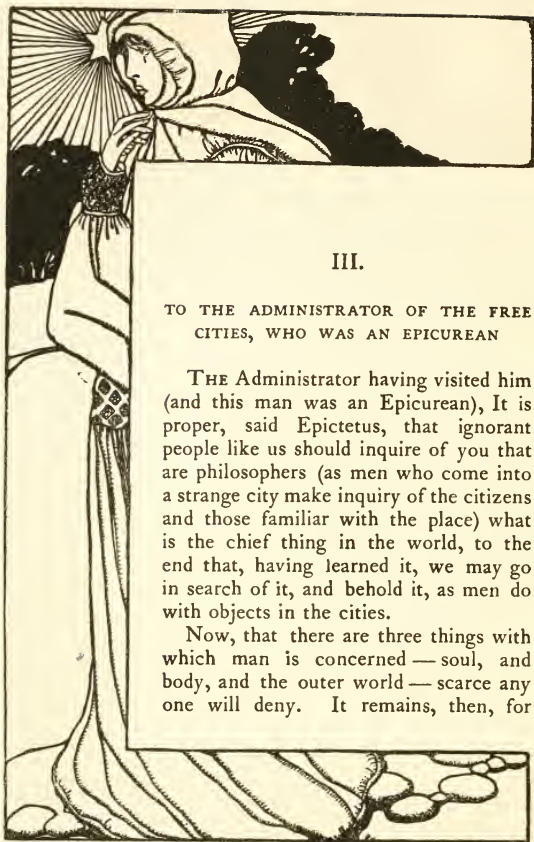 III.
TO THE ADMINISTRATOR OF THE FREE
CITIES, WHO WAS AN EPICUREAN
THE Administrator having visited him
(and this man was an Epicurean), It is
proper, said Epictetus, that ignorant
people like us should inquire of you that
are philosophers (as men who come into
a strange city make inquiry of the citizens
and those familiar with the place) what
is the chief thing in the world, to the
end that, having learned it, we may go
in search of it, and behold it, as men do
with objects in the cities.
Now, that there are three things with
which man is concerned — soul, and
body, and the outer world — scarce any
one will deny. It remains, then, for